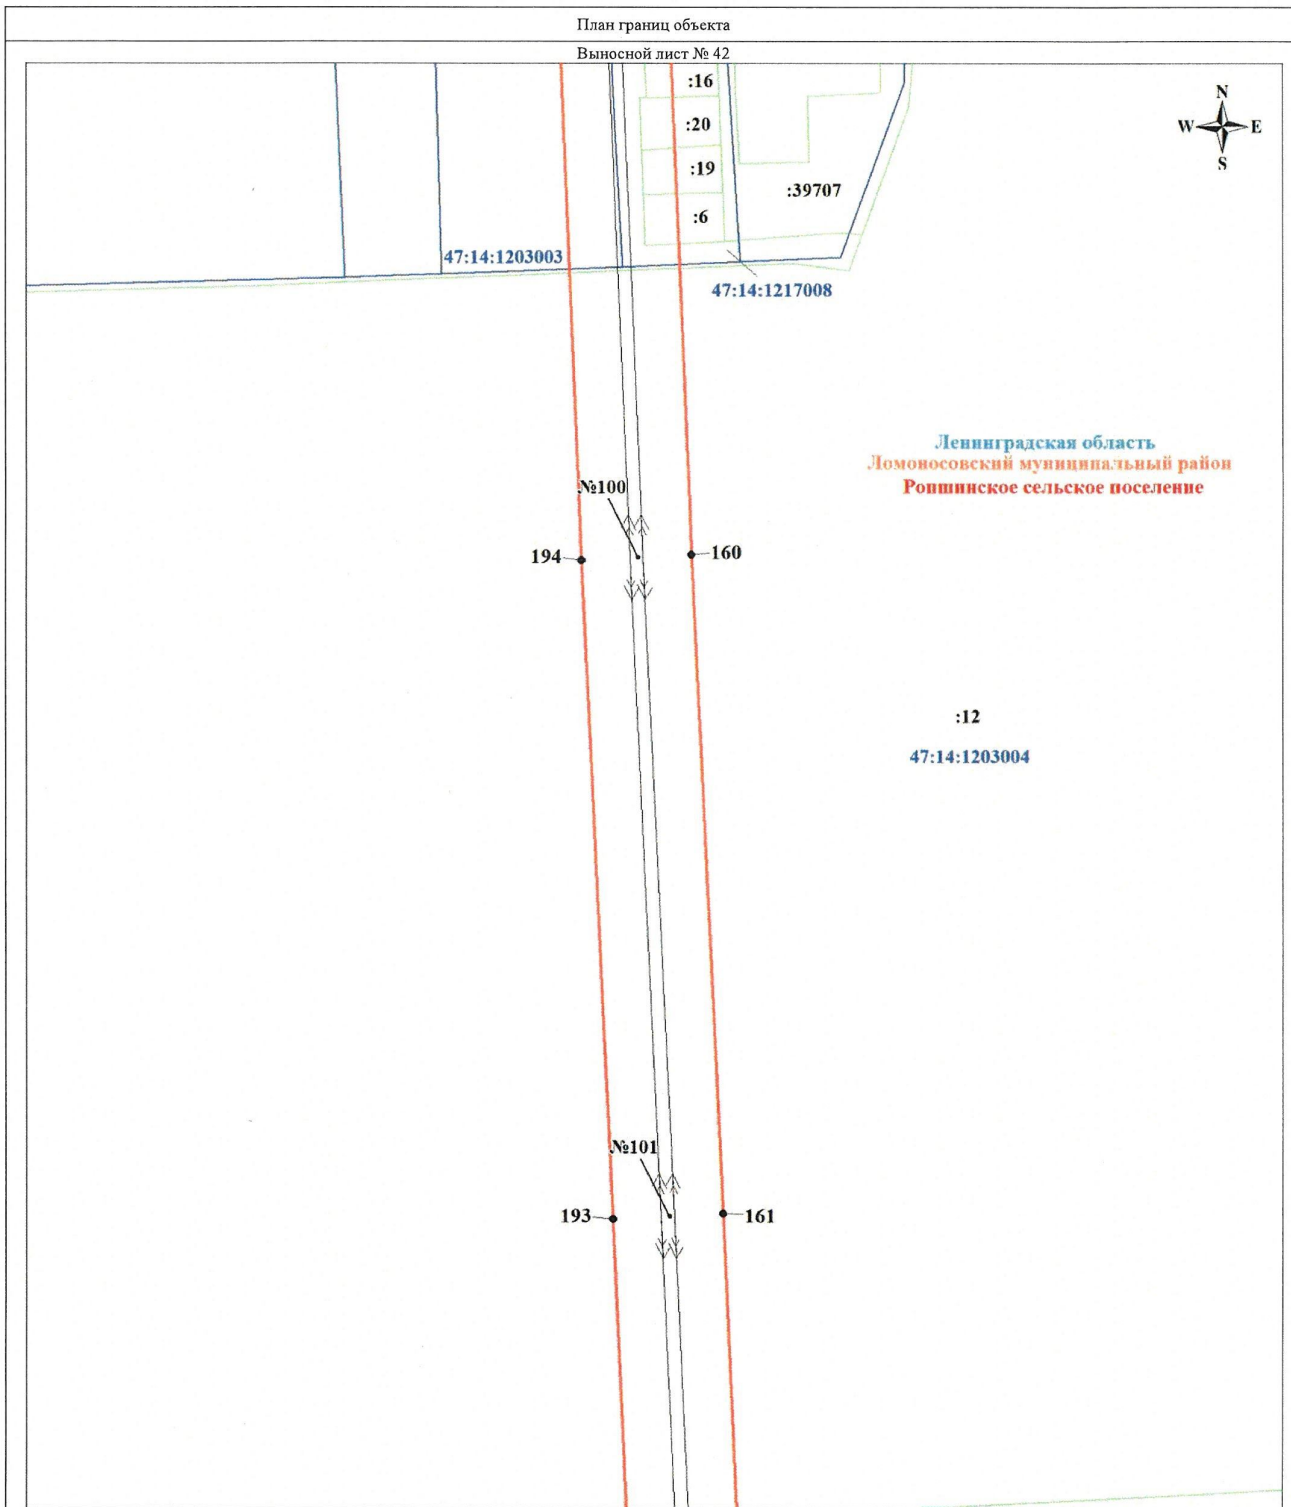 План границ объекта
Выносной лист № 42
:16
:20
:19
:6
:39707
N
W E
S
47:14:1203003
47:14:1217008
Ленинградская область
Ломоносовский муниципальный район
Ропшинское сельское поселение
№100
194
160
:12
47:14:1203004
№101
193
161